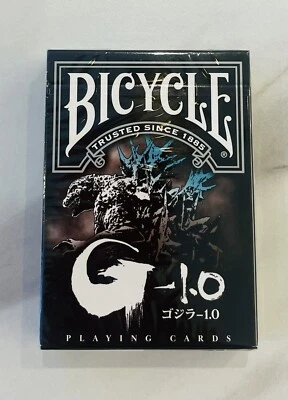 BICYCLE
®
TRUSTED SINCE 1885
G-1.0
ゴジラ-1.0
PLAYING CARDS